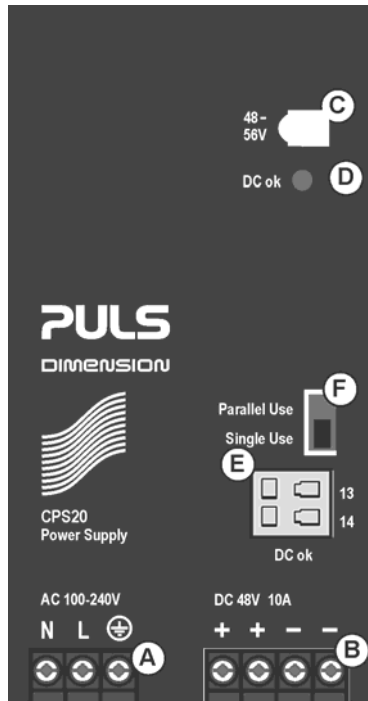 C
48–
56V
DC ok
D
PULS
DIMENSION
F
Parallel Use
Single Use
E
13
14
CPS20
Power Supply
DC ok
AC 100-240V
DC 48V 10A
N L
+ + – –
A
B